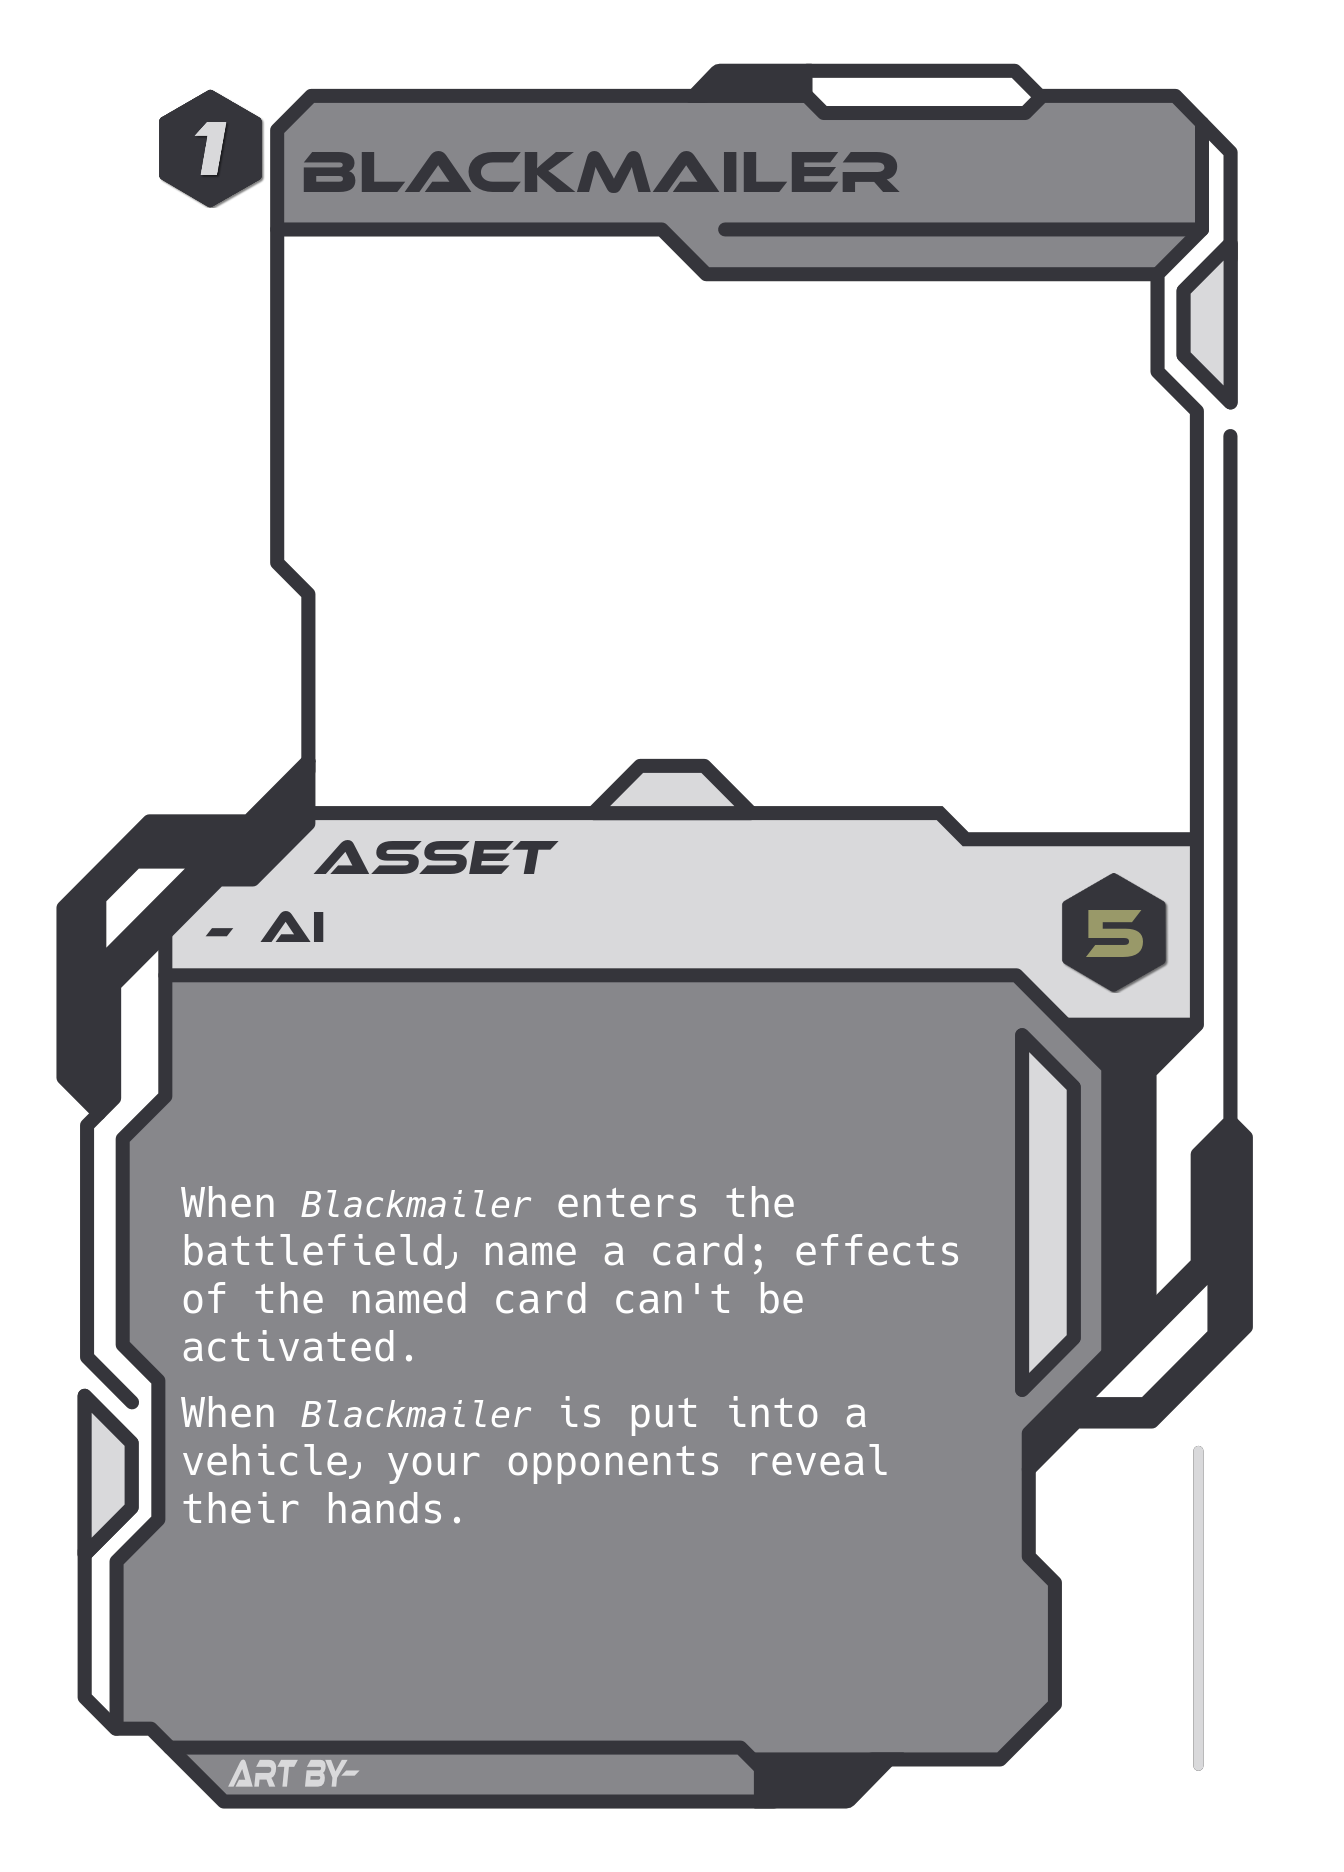 1
BLACKMAILER
ASSET
- AI
5
When Blackmailer enters the
battlefield, name a card; effects
of the named card can't be
activated.
When Blackmailer is put into a
vehicle, your opponents reveal
their hands.
ART BY-